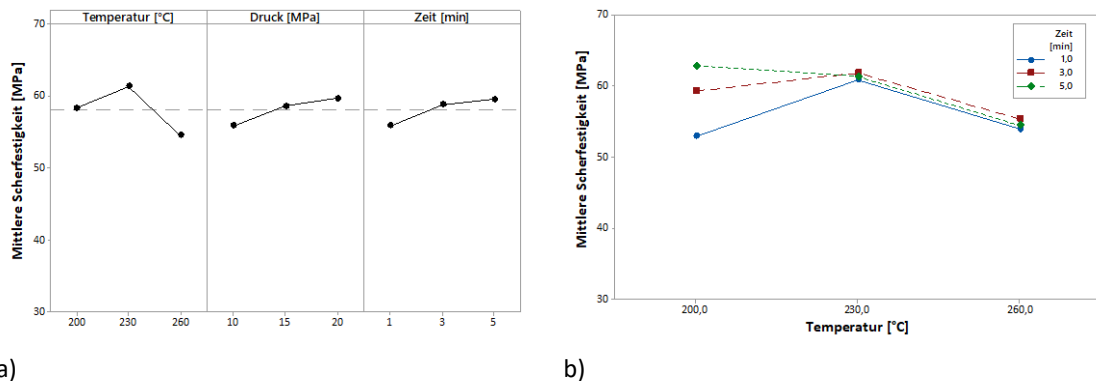 Temperatur [°C] Druck [MPa] Zeit [min]
Mittlere Scherfestigkeit [MPa]
70
60
50
40
30
200 230 260 10 15 20 1 3 5
a)
Mittlere Scherfestigkeit [MPa]
70
60
50
40
30
200,0 230,0 260,0
Temperatur [°C]
Zeit
[min]
1,0
3,0
5,0
b)